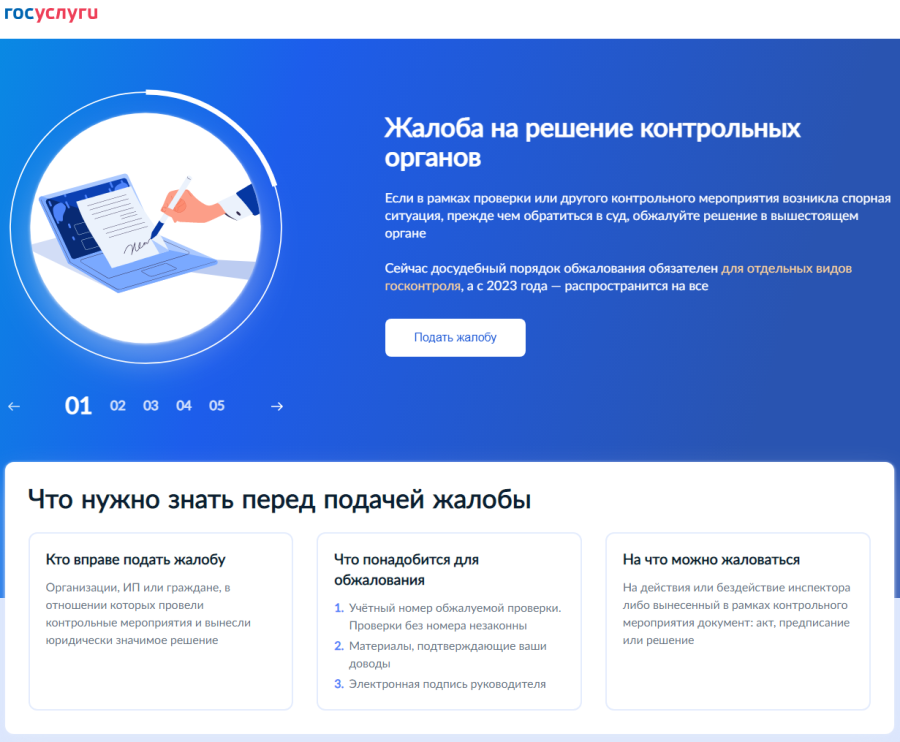 госуслуги
Жалоба на решение контрольных
органов
Если в рамках проверки или другого контрольного мероприятия возникла спорная
ситуация, прежде чем обратиться в суд, обжалуйте решение в вышестоящем
органе
Сейчас досудебный порядок обжалования обязателен для отдельных видов
госконтроля, а с 2023 года — распространится на все
Подать жалобу
← 01 02 03 04 05 →
Что нужно знать перед подачей жалобы
Кто вправе подать жалобу
Организации, ИП или граждане, в
отношении которых провели
контрольные мероприятия и вынесли
юридически значимое решение
Что понадобится для
обжалования
1. Учётный номер обжалуемой проверки.
Проверки без номера незаконны
2. Материалы, подтверждающие ваши
доводы
3. Электронная подпись руководителя
На что можно жаловаться
На действия или бездействие инспектора
либо вынесенный в рамках контрольного
мероприятия документ: акт, предписание
или решение